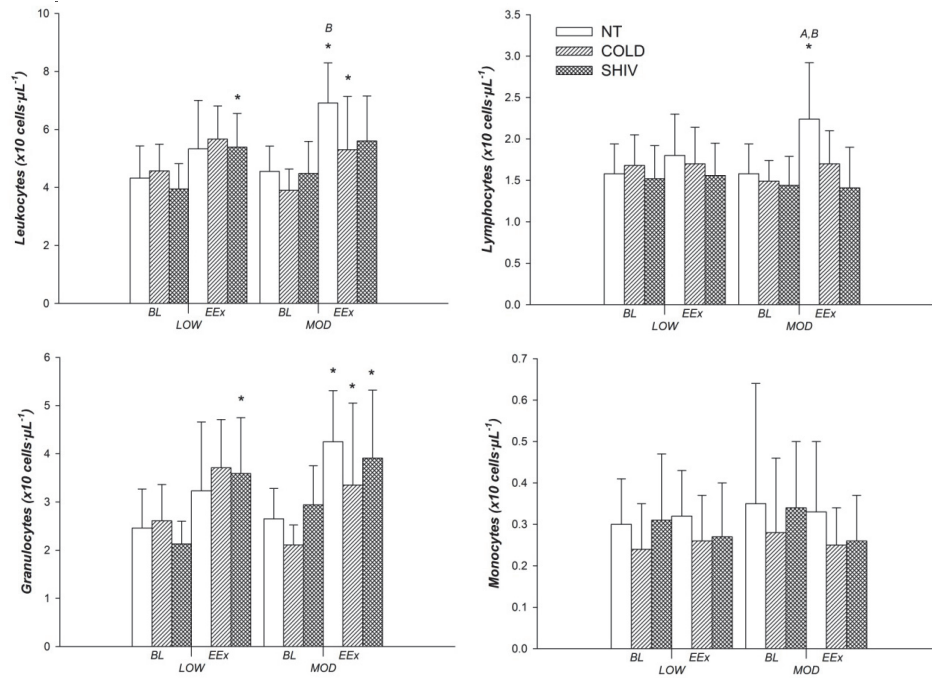 Leukocytes (x10 cells·µL⁻¹)
10
8
6
4
2
0
*
B
*
*
BL
EEx
BL
EEx
LOW
MOD
Lymphocytes (x10 cells·µL⁻¹)
3.5
3.0
2.5
2.0
1.5
1.0
0.5
0.0
NT
COLD
SHIV
A,B
*
BL
EEx
BL
EEx
LOW
MOD
Granulocytes (x10 cells·µL⁻¹)
6
5
4
3
2
1
0
*
*
*
*
BL
EEx
BL
EEx
LOW
MOD
Monocytes (x10 cells·µL⁻¹)
0.7
0.6
0.5
0.4
0.3
0.2
0.1
0.0
BL
EEx
BL
EEx
LOW
MOD